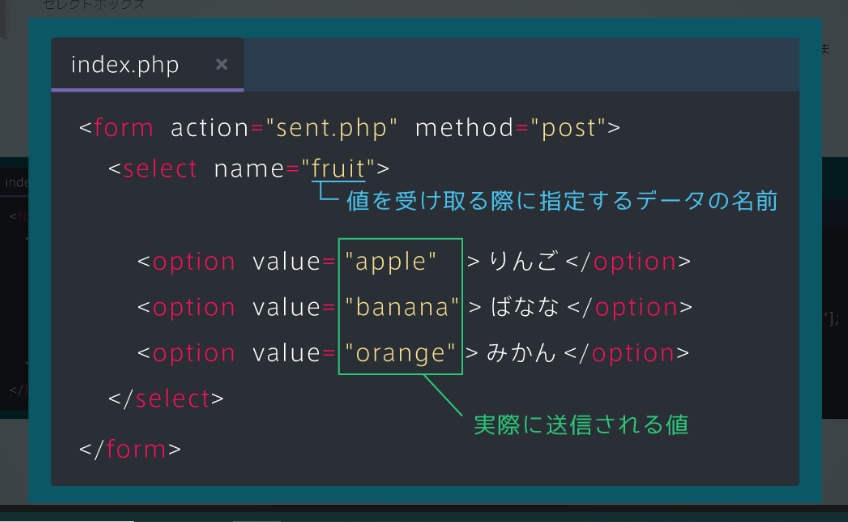 セレクトボックス
index.php ×
<form action="sent.php" method="post">
<select name="fruit">
値を受け取る際に指定するデータの名前
<option value="apple" >りんご</option>
<option value="banana" >ばなな</option>
<option value="orange" >みかん</option>
</select>
実際に送信される値
</form>